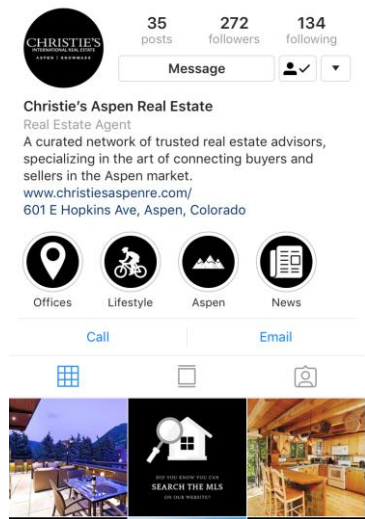 CHRISTIE'S
INTERNATIONAL REAL ESTATE
ASPEN | SNOWMASS
35 272 134
posts followers following
Message
Christie's Aspen Real Estate
Real Estate Agent
A curated network of trusted real estate advisors,
specializing in the art of connecting buyers and
sellers in the Aspen market.
www.christiesaspenre.com/
601 E Hopkins Ave, Aspen, Colorado
Offices Lifestyle Aspen News
Call Email
DID YOU KNOW YOU CAN
SEARCH THE MLS
ON OUR WEBSITE?